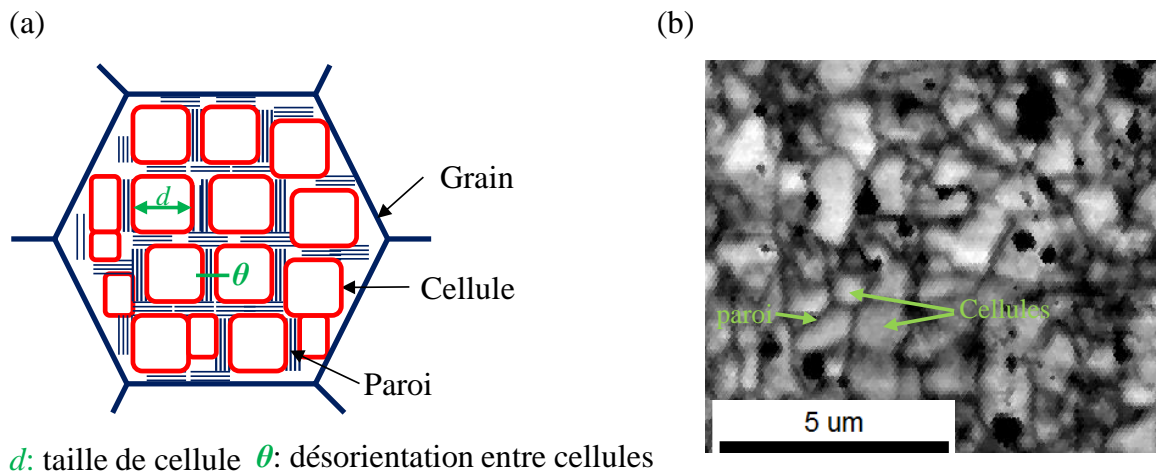 (a)
(b)
d
θ
Grain
Cellule
Paroi
paroi
Cellules
5 um
d: taille de cellule θ: désorientation entre cellules